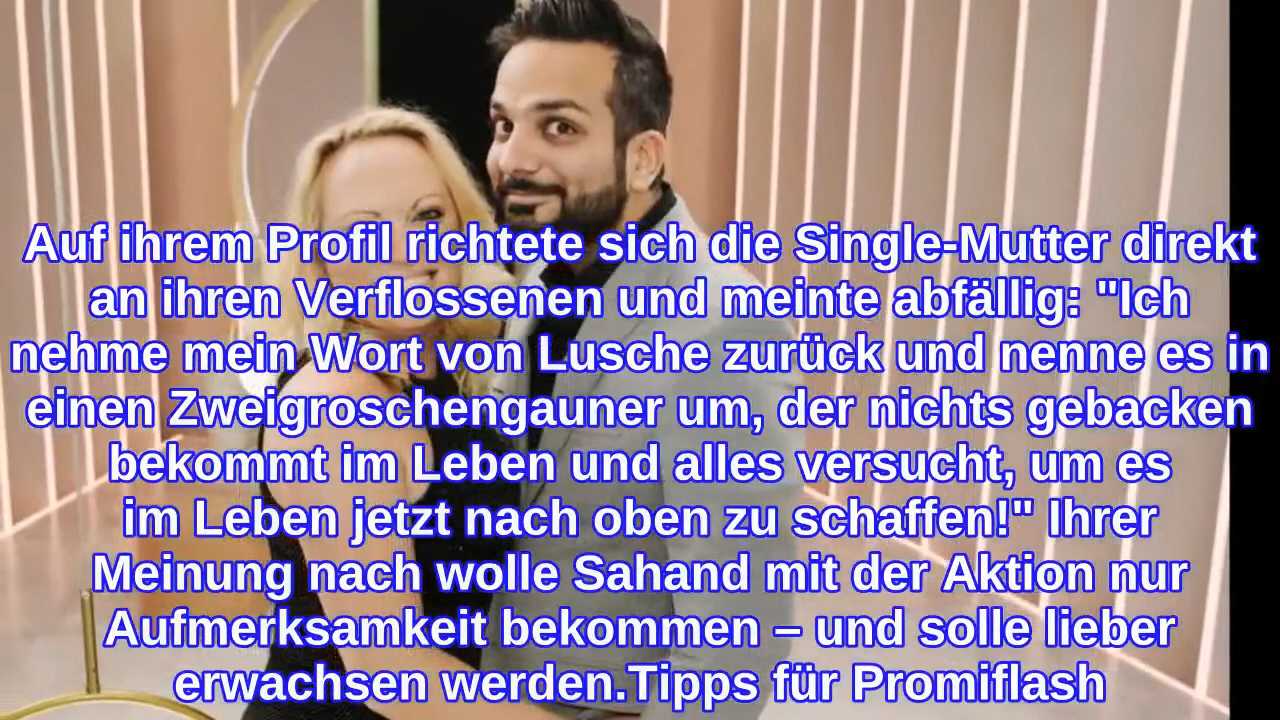 Auf ihrem Profil richtete sich die Single-Mutter direkt
an ihren Verflossenen und meinte abfällig: "Ich
nehme mein Wort von Lusche zurück und nenne es in
einen Zweigroschengauner um, der nichts gebacken
bekommt im Leben und alles versucht, um es
im Leben jetzt nach oben zu schaffen!" Ihrer
Meinung nach wolle Sahand mit der Aktion nur
Aufmerksamkeit bekommen – und solle lieber
erwachsen werden.Tipps für Promiflash